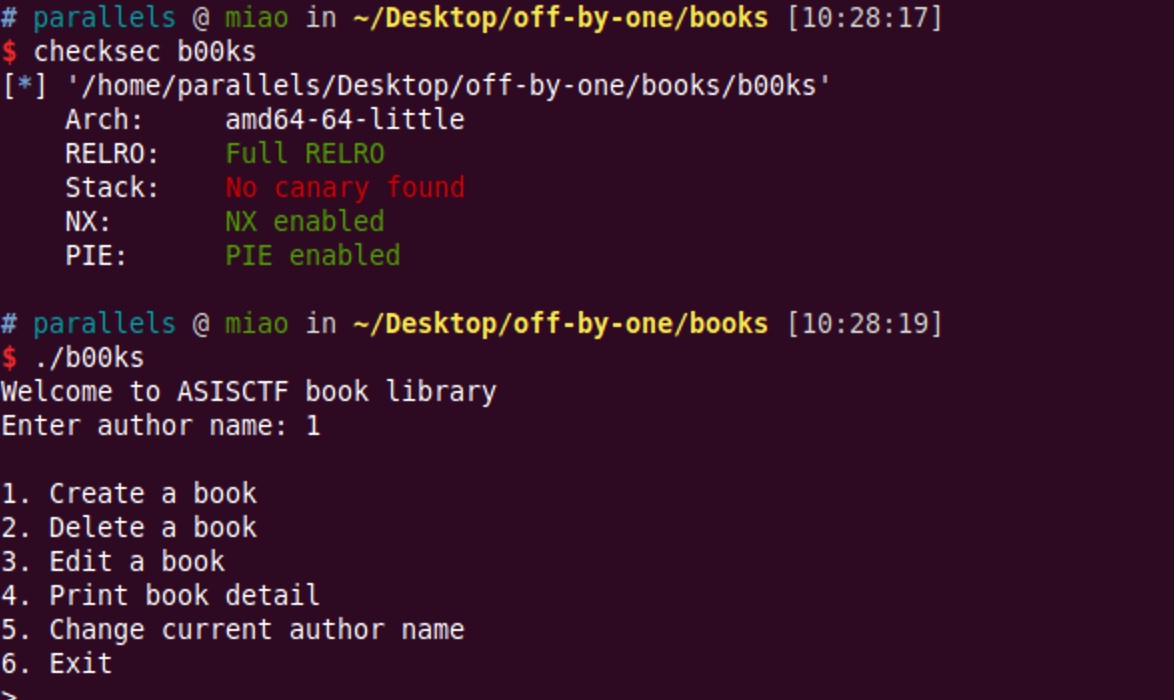 # parallels @ miao in ~/Desktop/off-by-one/books [10:28:17]
$ checksec b00ks
[*] '/home/parallels/Desktop/off-by-one/books/b00ks'
    Arch:     amd64-64-little
    RELRO:    Full RELRO
    Stack:    No canary found
    NX:       NX enabled
    PIE:      PIE enabled
# parallels @ miao in ~/Desktop/off-by-one/books [10:28:19]
$ ./b00ks
Welcome to ASISCTF book library
Enter author name: 1
1. Create a book
2. Delete a book
3. Edit a book
4. Print book detail
5. Change current author name
6. Exit
>